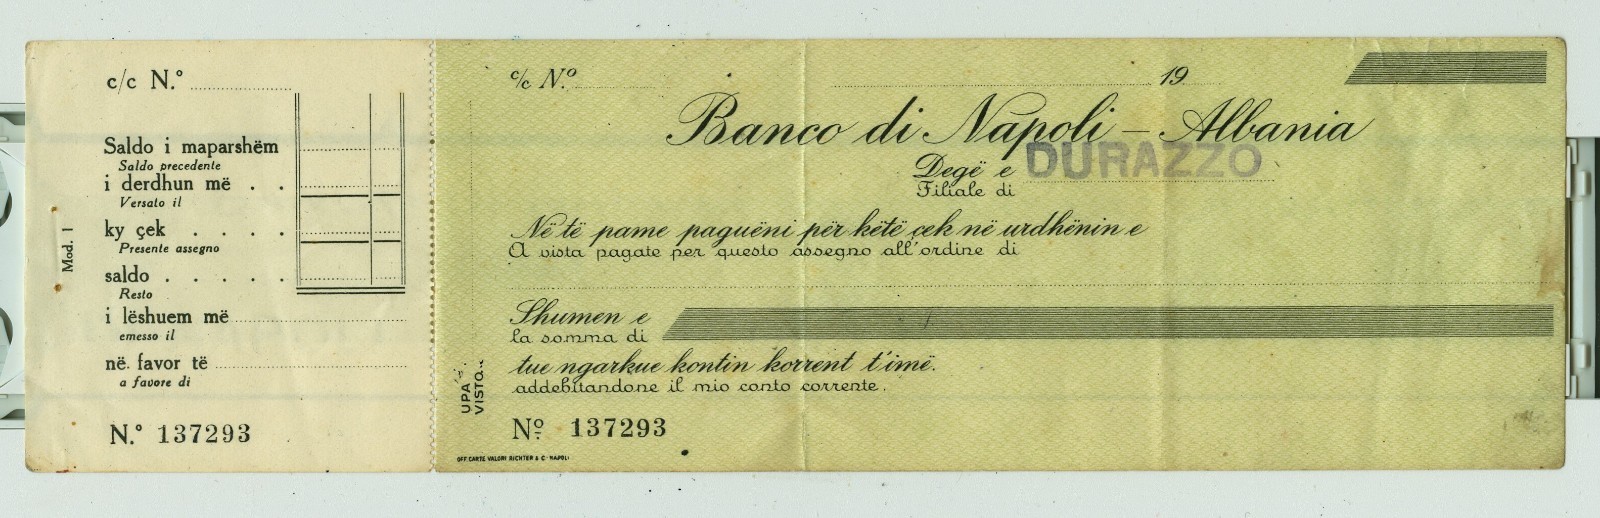 c/c N.º
Saldo i maparshëm
Saldo precedente
i derdhun më . .
Versato il
ky çek . . . .
Presente assegno
saldo . . . . .
Resto
i lëshuem më
emesso il
në favor të
a favore di
N.º 137293
Mod. 1
c/c Nº. 19
Banco di Napoli – Albania
Degë e DURAZZO
Filiale di
Në të pame paguëni për këtë çek në urdhënin e
A vista pagate per questo assegno all'ordine di
Shumen e
la somma di
tue ngarkue kontin korrent t'imë.
addebitandone il mio conto corrente.
UPA
VISTO
Nº 137293
OFF. CARTE VALORI RICHTER & C · NAPOLI